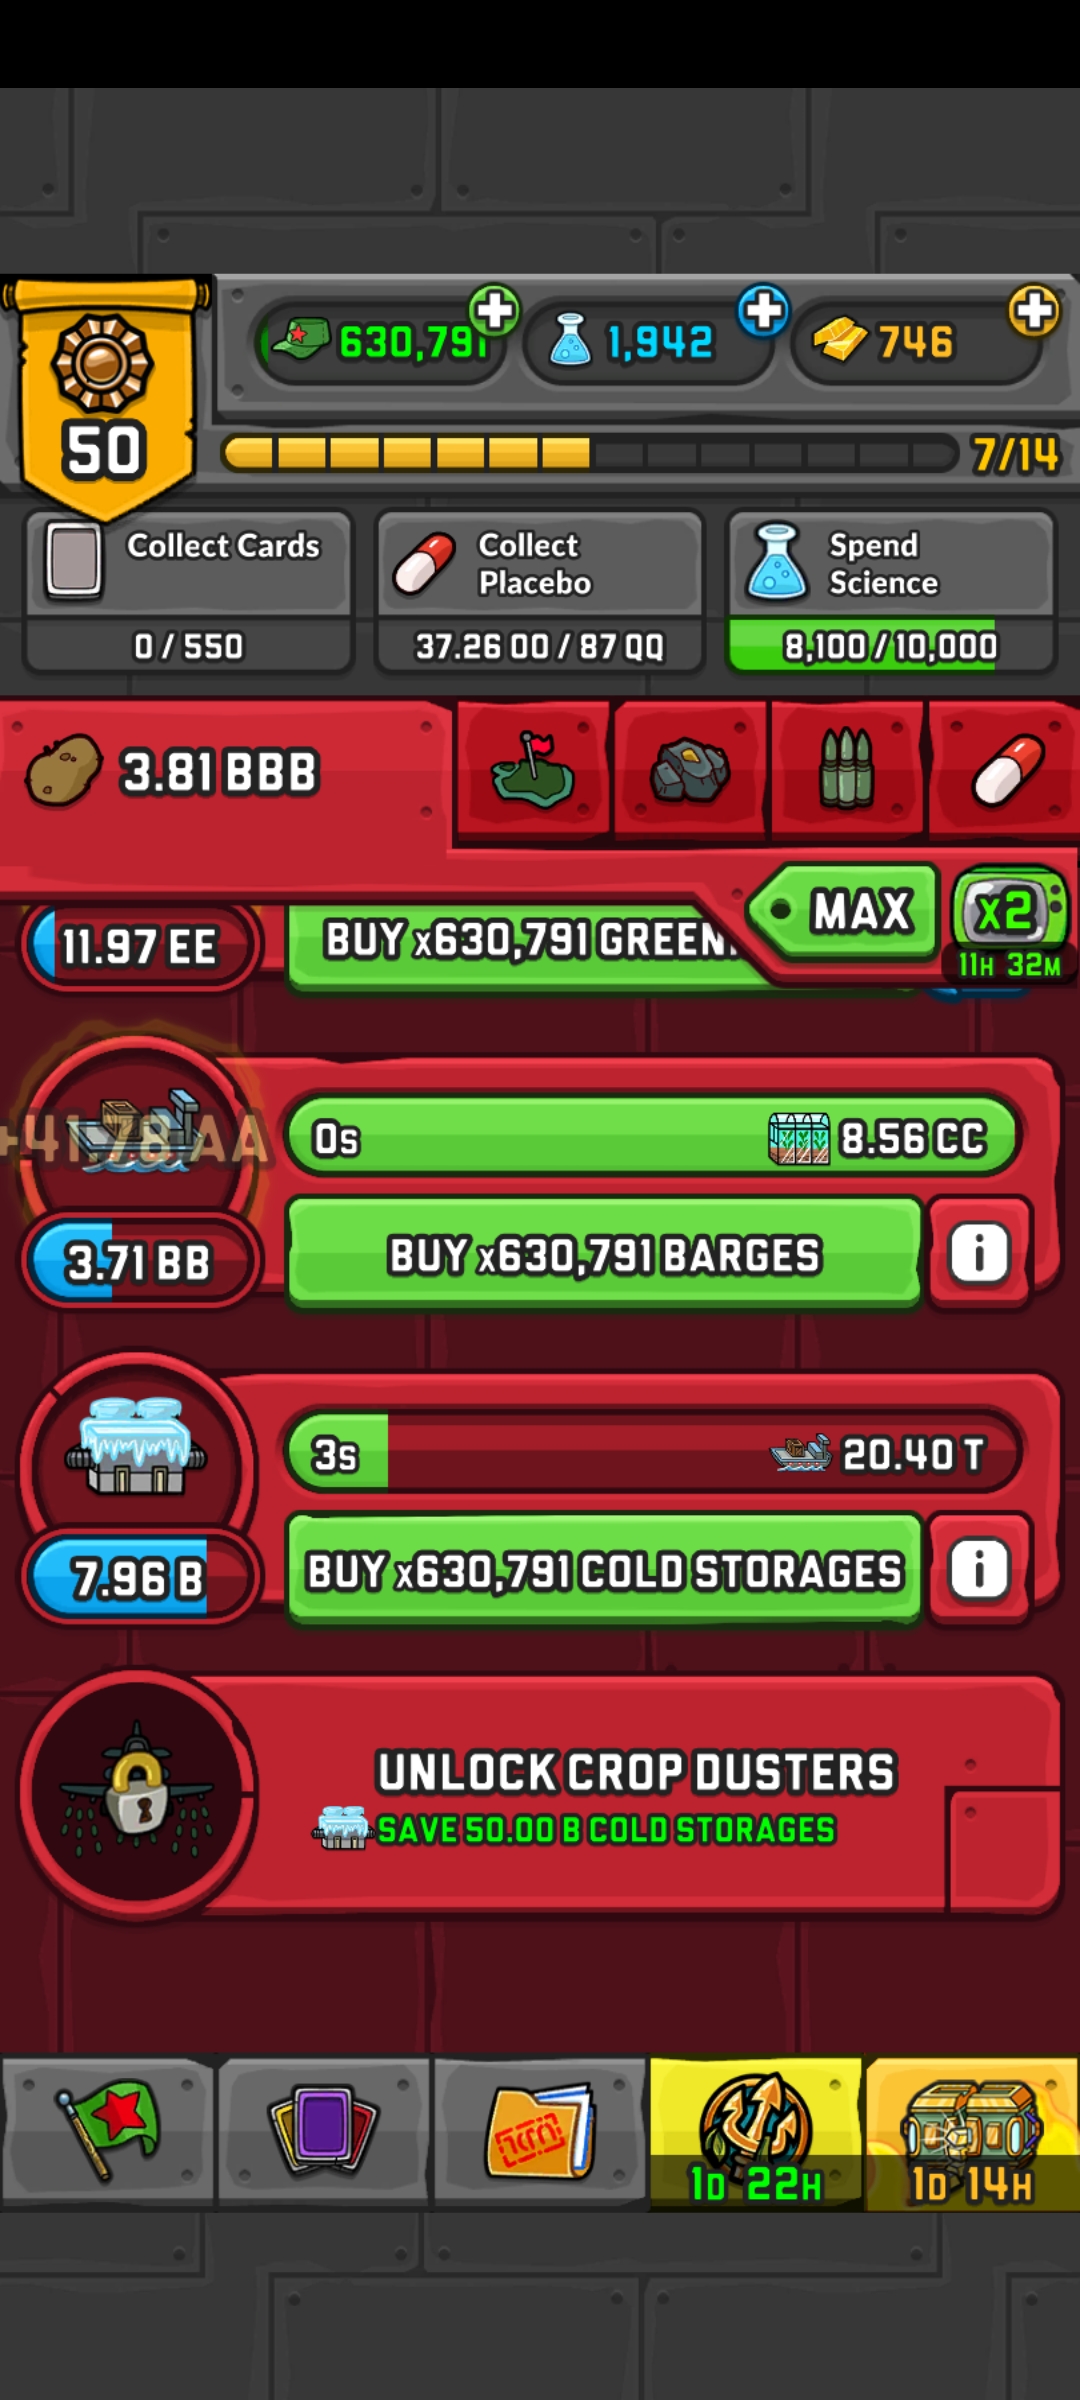 630,791
1,942
746
50
7/14
Collect Cards
0 / 550
Collect
Placebo
37.26 OO / 87 QQ
Spend
Science
8,100 / 10,000
3.81 BBB
MAX
x2
11H 32M
11.97 EE
BUY x630,791 GREEN
+41.78 AA
0s
8.56 CC
3.71 BB
BUY x630,791 BARGES
i
3s
20.40 T
7.96 B
BUY x630,791 COLD STORAGES
i
UNLOCK CROP DUSTERS
SAVE 50.00 B COLD STORAGES
1D 22H
1D 14H